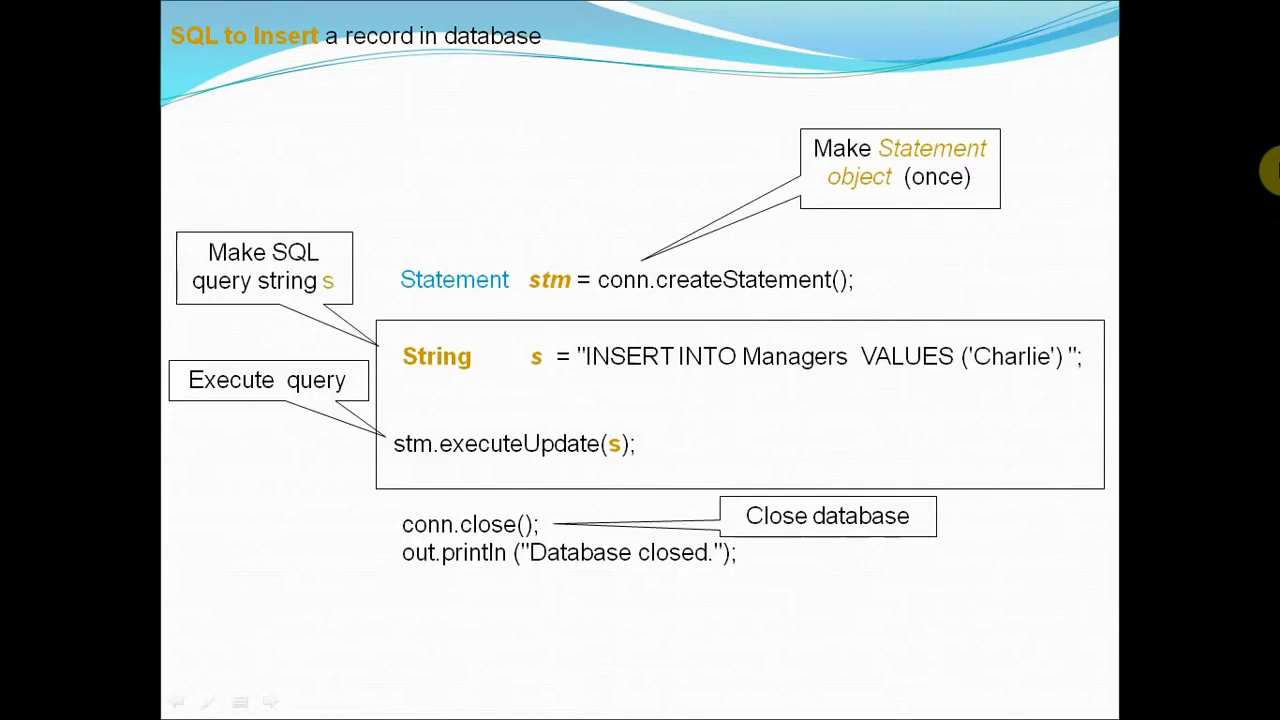 SQL to Insert a record in database
Make Statement
object (once)
Make SQL
query string s
Statement stm = conn.createStatement();
String s = "INSERT INTO Managers VALUES ('Charlie') ";
Execute query
stm.executeUpdate(s);
Close database
conn.close();
out.println ("Database closed.");